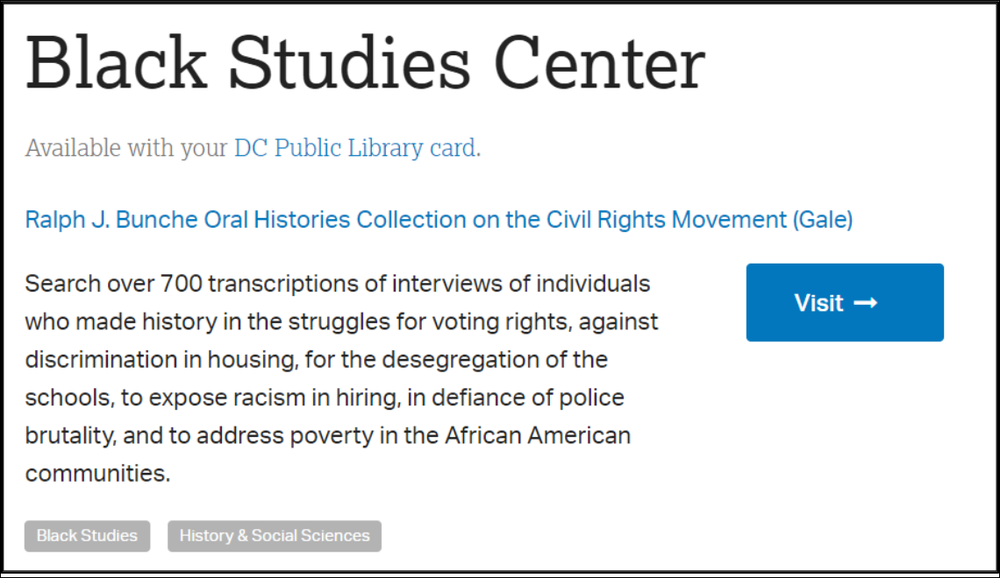 Black Studies Center
Available with your DC Public Library card.
Ralph J. Bunche Oral Histories Collection on the Civil Rights Movement (Gale)
Search over 700 transcriptions of interviews of individuals
who made history in the struggles for voting rights, against
discrimination in housing, for the desegregation of the
schools, to expose racism in hiring, in defiance of police
brutality, and to address poverty in the African American
communities.
Visit →
Black Studies
History & Social Sciences